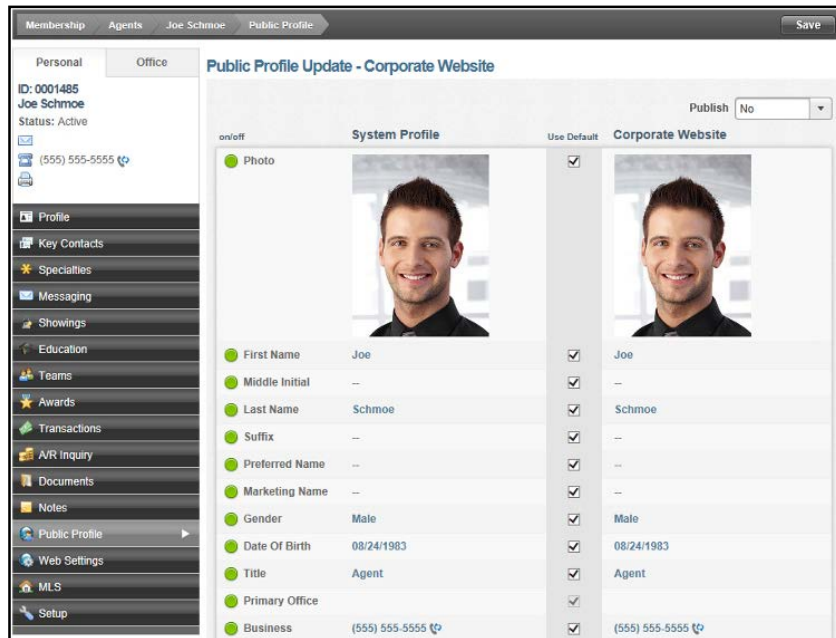 Membership Agents Joe Schmoe Public Profile Save
Personal Office
ID: 0001485
Joe Schmoe
Status: Active
(555) 555-5555
Profile
Key Contacts
Specialties
Messaging
Showings
Education
Teams
Awards
Transactions
A/R Inquiry
Documents
Notes
Public Profile
Web Settings
MLS
Setup
Public Profile Update - Corporate Website
Publish No
on/off System Profile Use Default Corporate Website
Photo
First Name Joe Joe
Middle Initial -- --
Last Name Schmoe Schmoe
Suffix -- --
Preferred Name -- --
Marketing Name -- --
Gender Male Male
Date Of Birth 08/24/1983 08/24/1983
Title Agent Agent
Primary Office
Business (555) 555-5555 (555) 555-5555